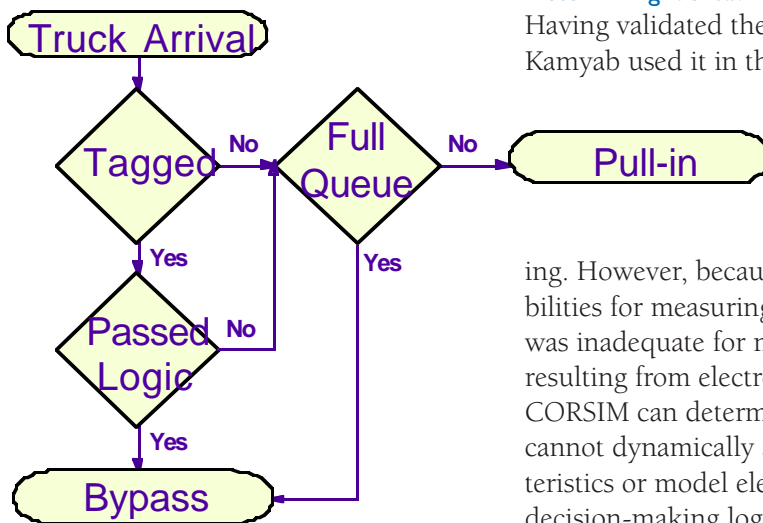 Truck Arrival
Tagged
No
Full
Queue
No
Pull-in
Yes
Yes
Passed
Logic
No
Yes
Bypass
Having validated the
Kamyab used it in th
ing. However, becau
bilities for measuring
was inadequate for
resulting from electro
CORSIM can determ
cannot dynamically
teristics or model ele
decision-making log